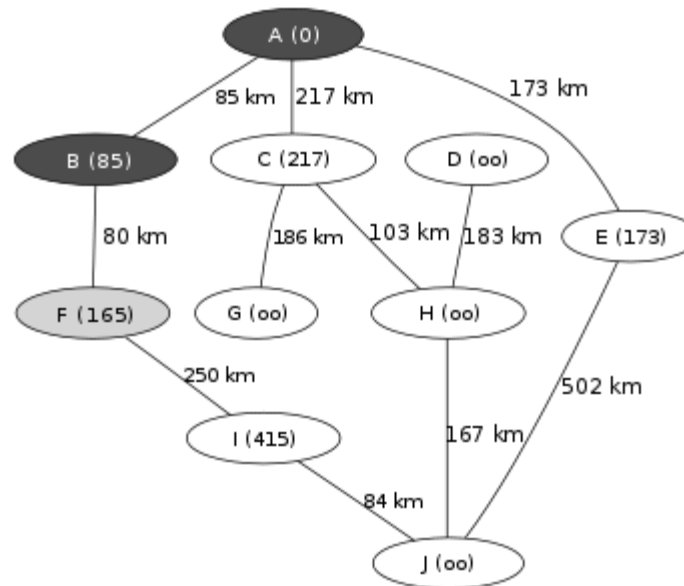 A (0)
85 km
217 km
173 km
B (85)
C (217)
D (oo)
E (173)
80 km
186 km
103 km
183 km
F (165)
G (oo)
H (oo)
250 km
502 km
I (415)
167 km
84 km
J (oo)